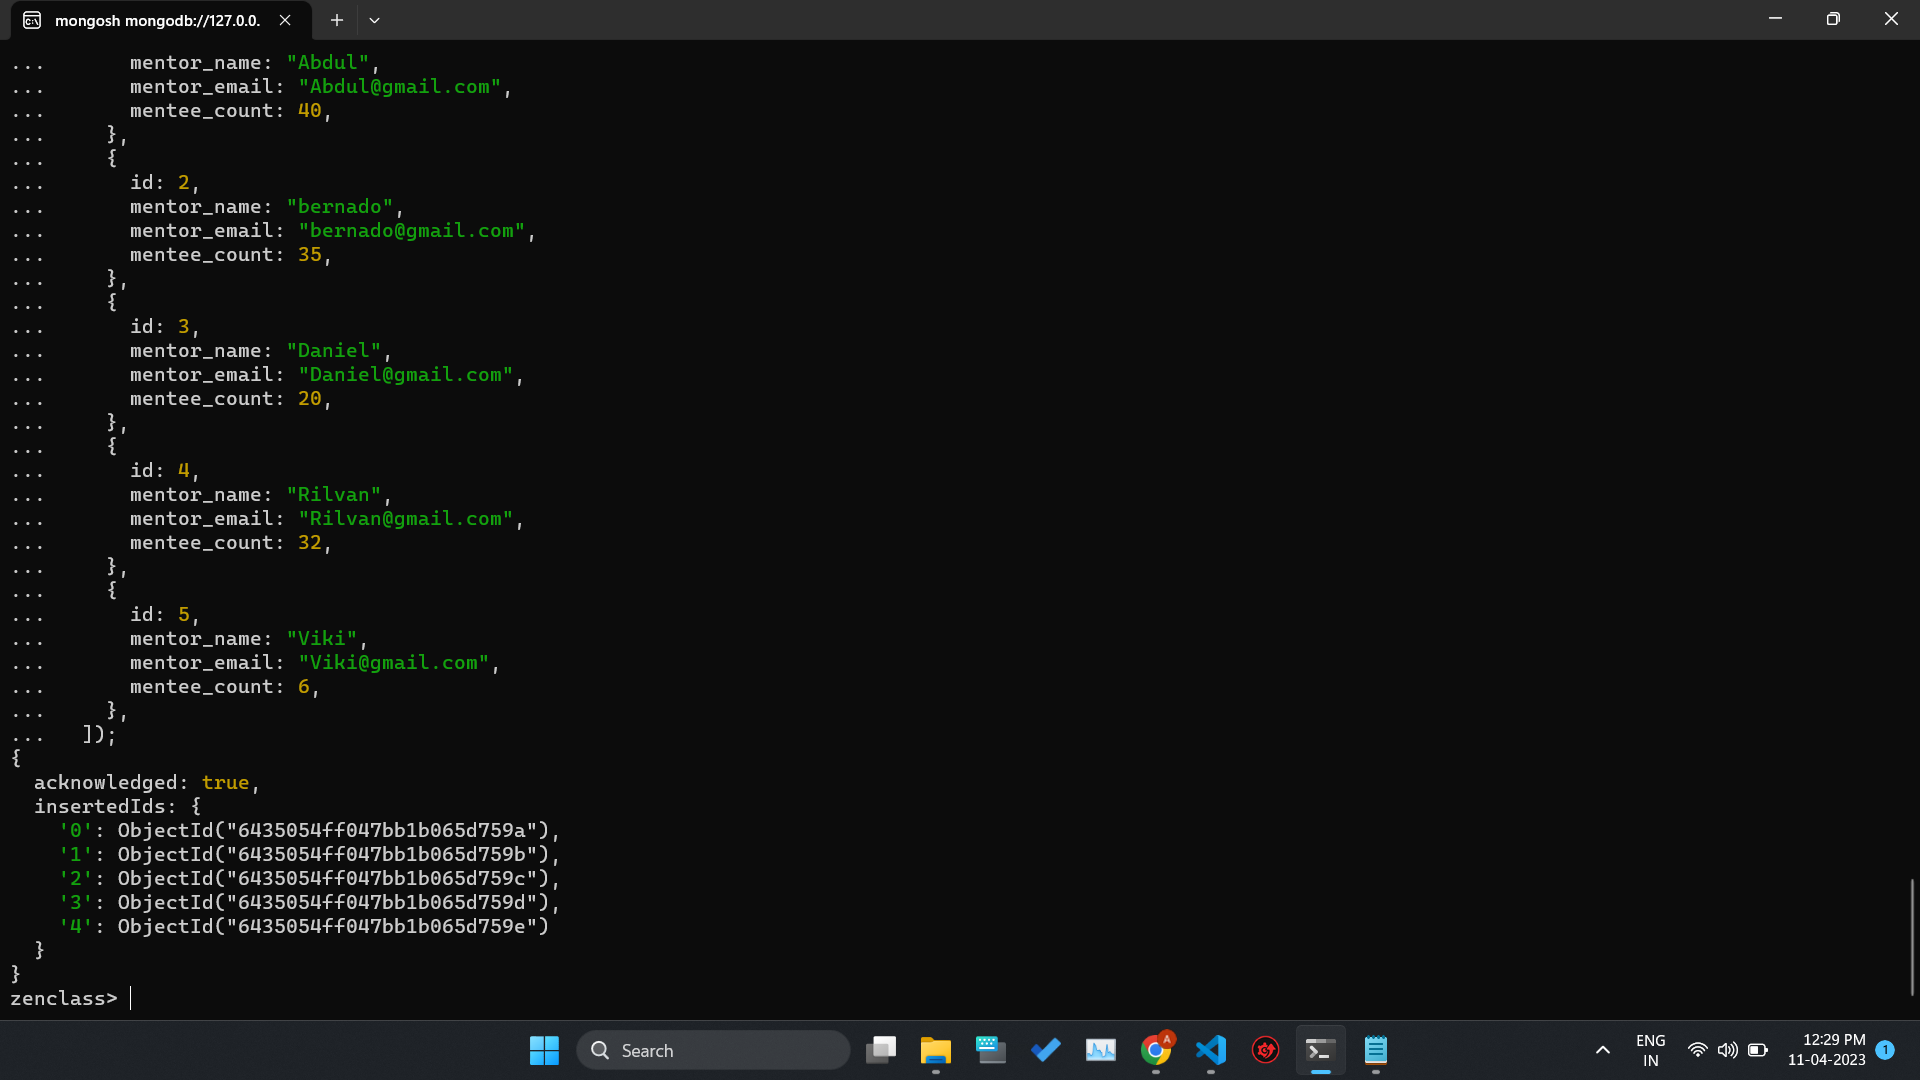 mongosh mongodb://127.0.0.
...       mentor_name: "Abdul",
...       mentor_email: "Abdul@gmail.com",
...       mentee_count: 40,
...     },
...     {
...       id: 2,
...       mentor_name: "bernado",
...       mentor_email: "bernado@gmail.com",
...       mentee_count: 35,
...     },
...     {
...       id: 3,
...       mentor_name: "Daniel",
...       mentor_email: "Daniel@gmail.com",
...       mentee_count: 20,
...     },
...     {
...       id: 4,
...       mentor_name: "Rilvan",
...       mentor_email: "Rilvan@gmail.com",
...       mentee_count: 32,
...     },
...     {
...       id: 5,
...       mentor_name: "Viki",
...       mentor_email: "Viki@gmail.com",
...       mentee_count: 6,
...     },
...   ]);
{
  acknowledged: true,
  insertedIds: {
    '0': ObjectId("6435054ff047bb1b065d759a"),
    '1': ObjectId("6435054ff047bb1b065d759b"),
    '2': ObjectId("6435054ff047bb1b065d759c"),
    '3': ObjectId("6435054ff047bb1b065d759d"),
    '4': ObjectId("6435054ff047bb1b065d759e")
  }
}
zenclass>
Search
A
ENG
IN
12:29 PM
11-04-2023
1